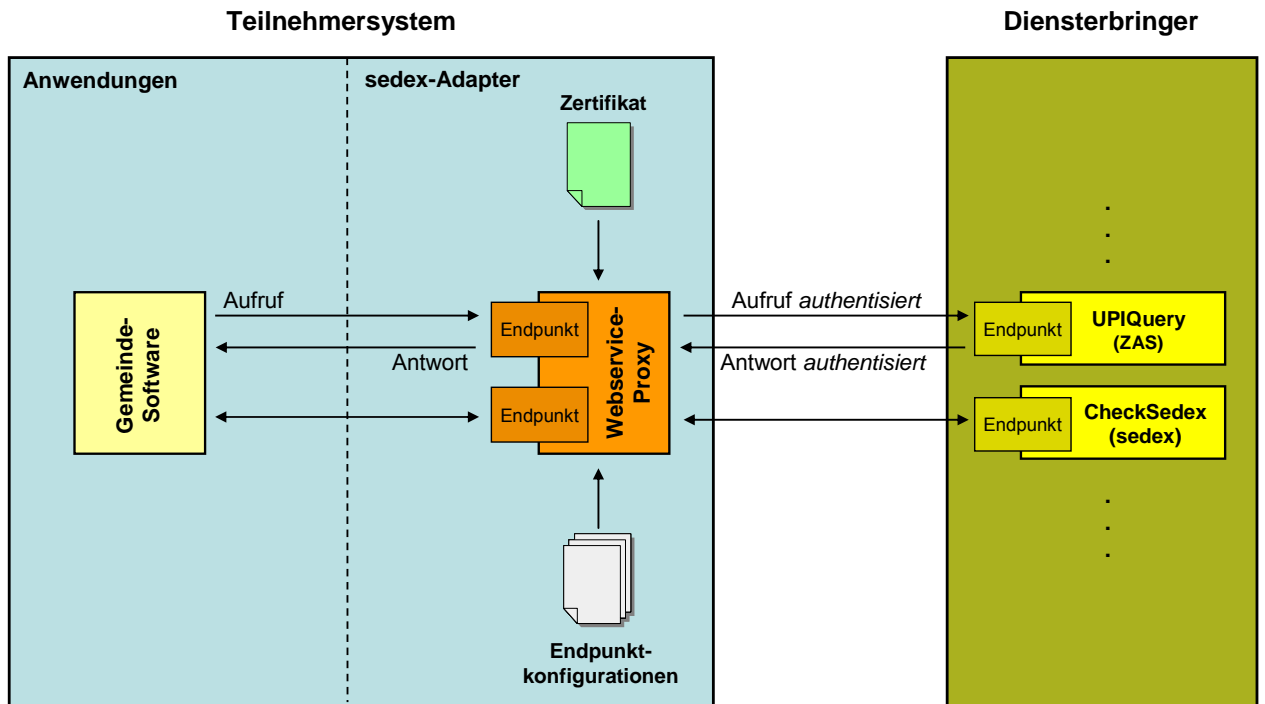 Teilnehmersystem
Diensterbringer
Anwendungen
sedex-Adapter
Zertifikat
Gemeinde-
Software
Aufruf
Antwort
Endpunkt
Endpunkt
Webservice-
Proxy
Aufruf authentisiert
Antwort authentisiert
Endpunkt
UPIQuery
(ZAS)
Endpunkt
CheckSedex
(sedex)
Endpunkt-
konfigurationen